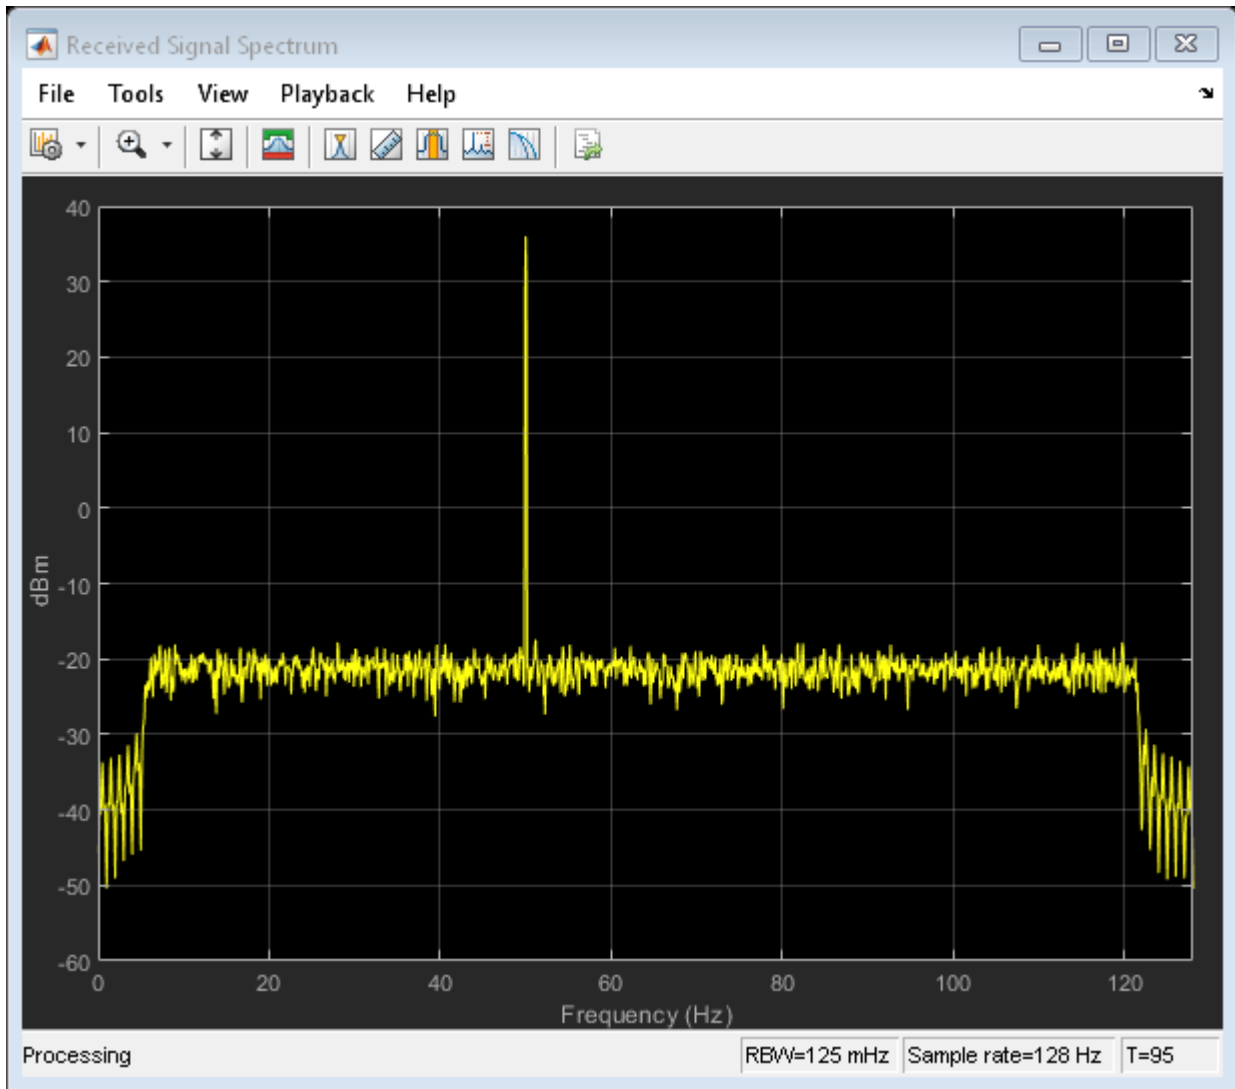 Received Signal Spectrum
File Tools View Playback Help
40
30
20
10
0
-10
-20
-30
-40
-50
-60
dBm
0 20 40 60 80 100 120
Frequency (Hz)
Processing RBW=125 mHz Sample rate=128 Hz T=95